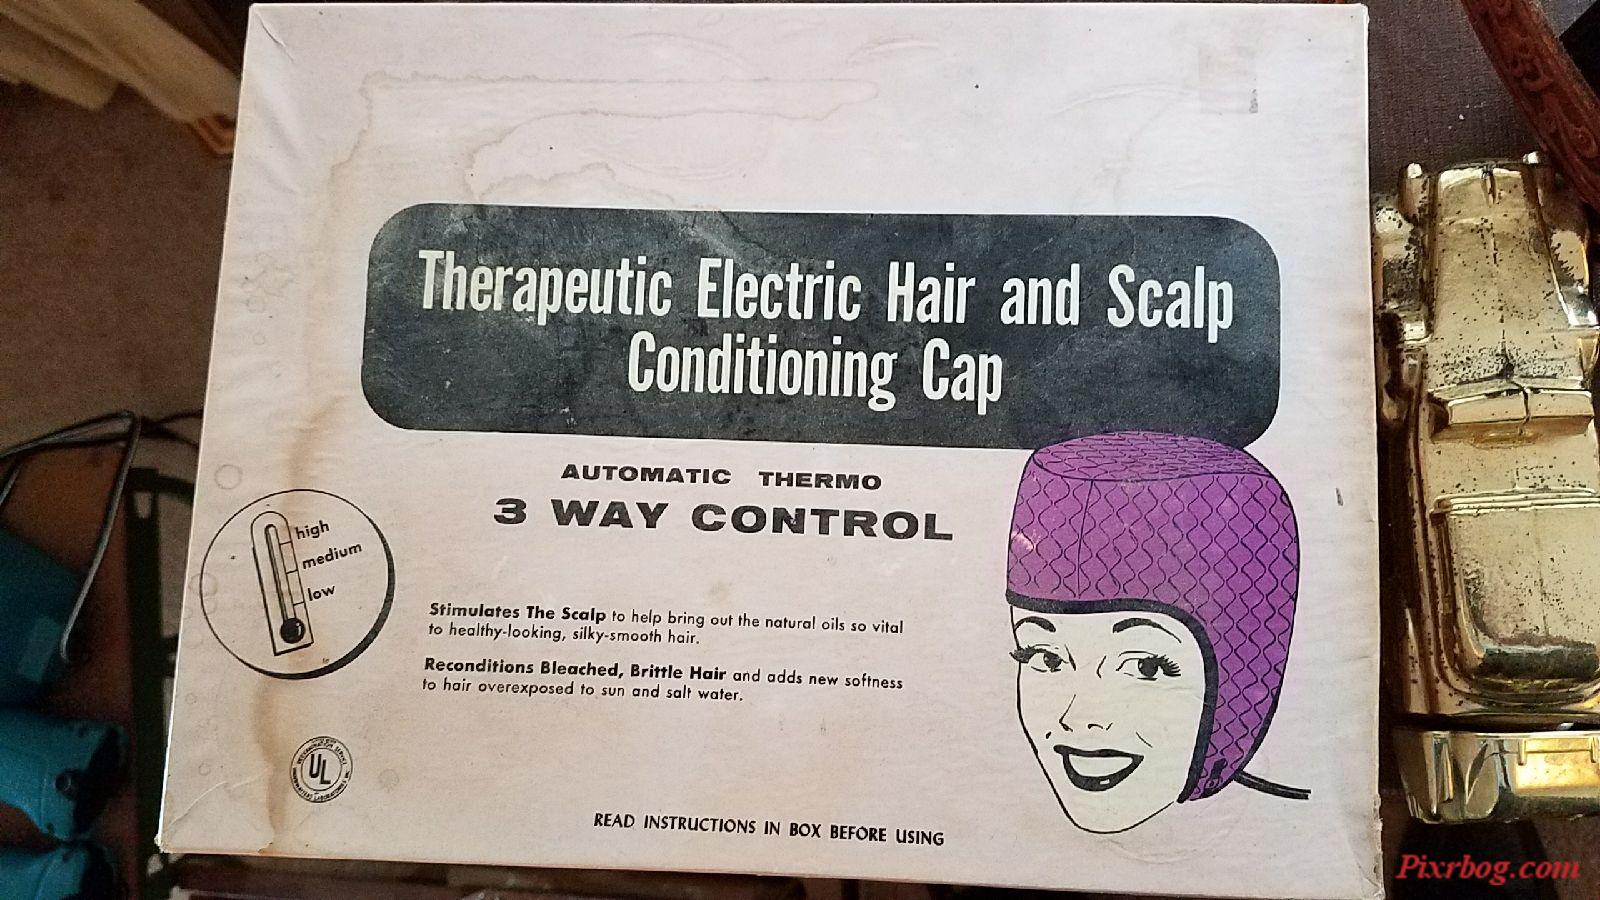 Therapeutic Electric Hair and Scalp
Conditioning Cap
AUTOMATIC THERMO
3 WAY CONTROL
high
medium
low
Stimulates The Scalp to help bring out the natural oils so vital
to healthy-looking, silky-smooth hair.
Reconditions Bleached, Brittle Hair and adds new softness
to hair overexposed to sun and salt water.
UL
READ INSTRUCTIONS IN BOX BEFORE USING
Pixrbog.com